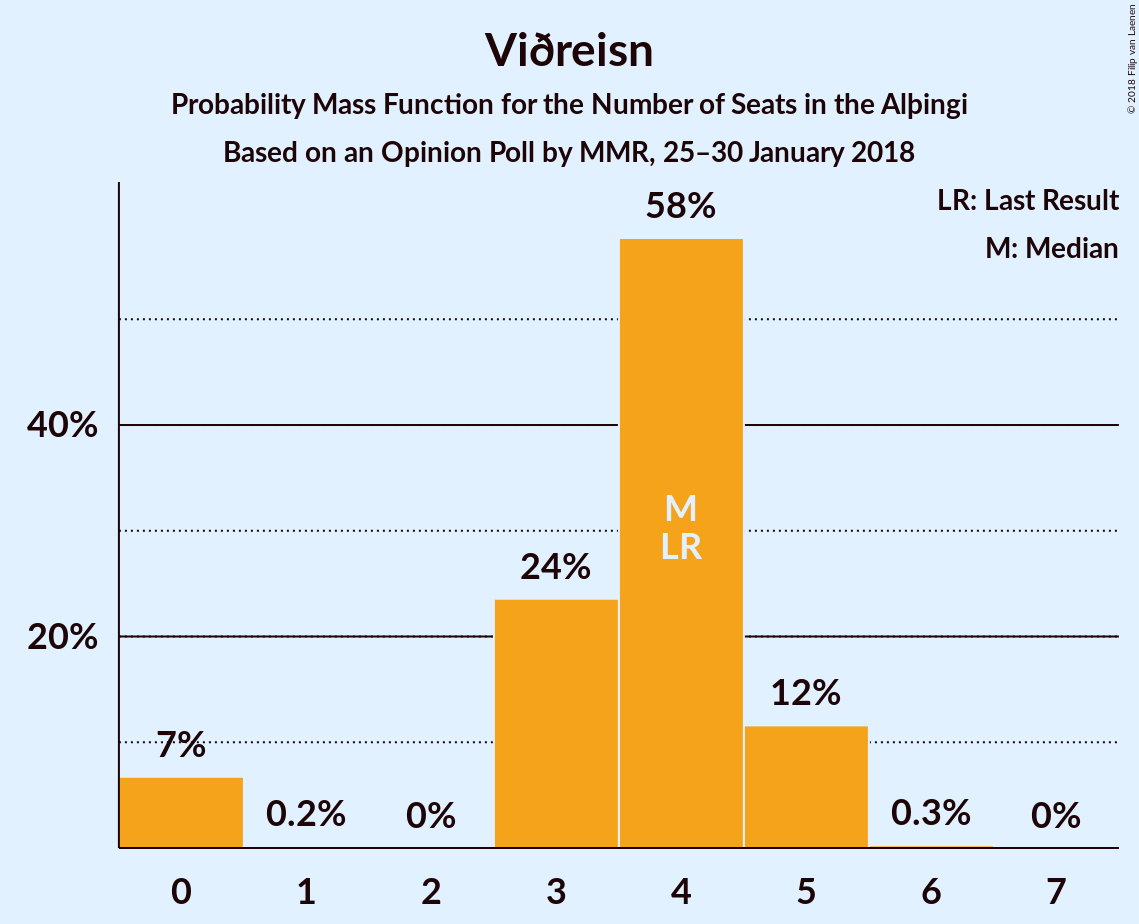 Viðreisn
Probability Mass Function for the Number of Seats in the Alþingi
Based on an Opinion Poll by MMR, 25–30 January 2018
© 2018 Filip van Laenen
LR: Last Result
M: Median
58%
40%
M
LR
24%
20%
12%
7%
0.2%
0%
0.3%
0%
0 1 2 3 4 5 6 7